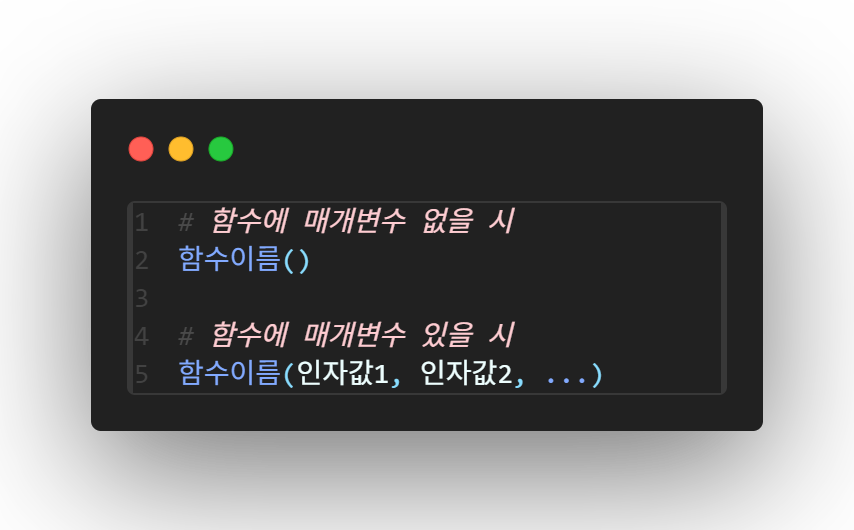 1 # 함수에 매개변수 없을 시
2 함수이름()
3
4 # 함수에 매개변수 있을 시
5 함수이름(인자값1, 인자값2, ...)